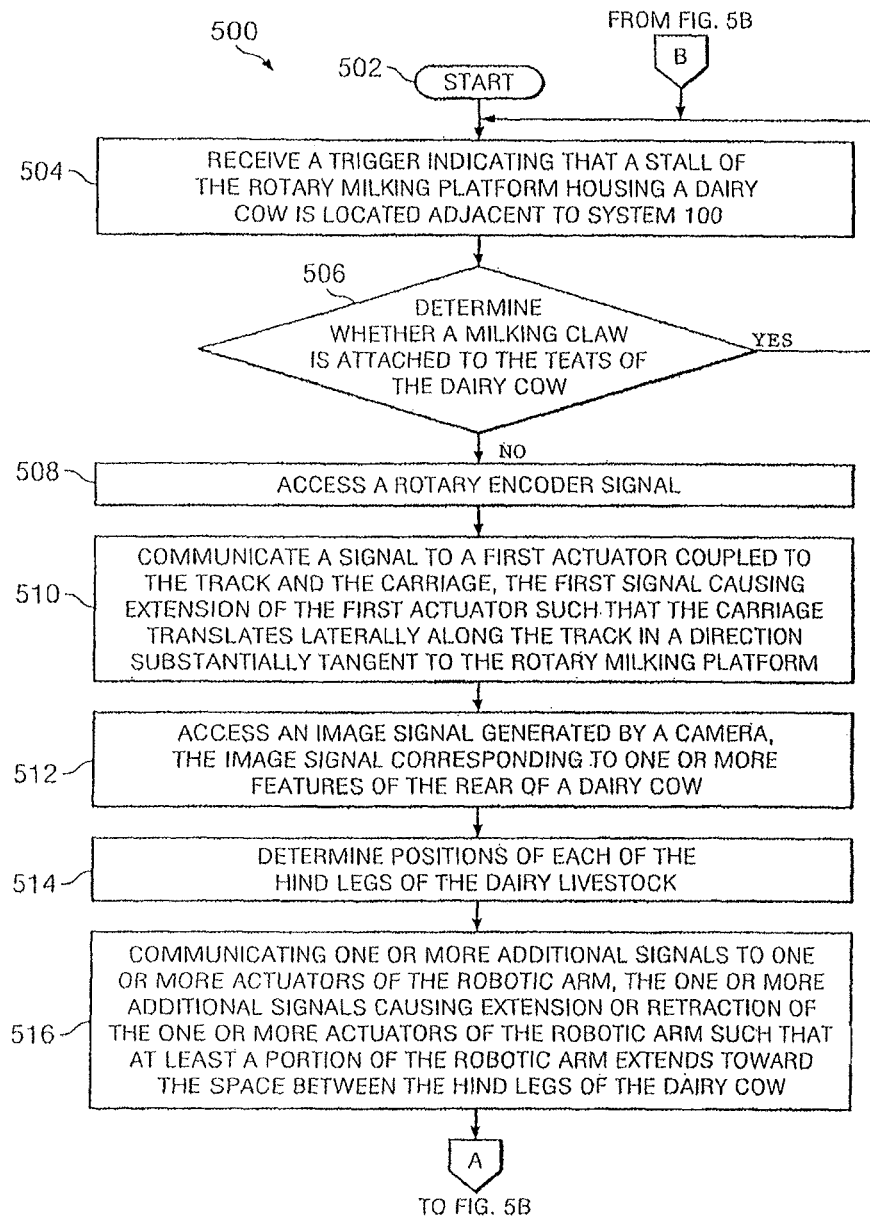 500
FROM FIG. 5B
B
502
START
504
RECEIVE A TRIGGER INDICATING THAT A STALL OF
THE ROTARY MILKING PLATFORM HOUSING A DAIRY
COW IS LOCATED ADJACENT TO SYSTEM 100
506
DETERMINE
WHETHER A MILKING CLAW
IS ATTACHED TO THE TEATS OF
THE DAIRY COW
YES
NO
508
ACCESS A ROTARY ENCODER SIGNAL
510
COMMUNICATE A SIGNAL TO A FIRST ACTUATOR COUPLED TO
THE TRACK AND THE CARRIAGE, THE FIRST SIGNAL CAUSING
EXTENSION OF THE FIRST ACTUATOR SUCH THAT THE CARRIAGE
TRANSLATES LATERALLY ALONG THE TRACK IN A DIRECTION
SUBSTANTIALLY TANGENT TO THE ROTARY MILKING PLATFORM
512
ACCESS AN IMAGE SIGNAL GENERATED BY A CAMERA,
THE IMAGE SIGNAL CORRESPONDING TO ONE OR MORE
FEATURES OF THE REAR OF A DAIRY COW
514
DETERMINE POSITIONS OF EACH OF THE
HIND LEGS OF THE DAIRY LIVESTOCK
516
COMMUNICATING ONE OR MORE ADDITIONAL SIGNALS TO ONE
OR MORE ACTUATORS OF THE ROBOTIC ARM, THE ONE OR MORE
ADDITIONAL SIGNALS CAUSING EXTENSION OR RETRACTION OF
THE ONE OR MORE ACTUATORS OF THE ROBOTIC ARM SUCH THAT
AT LEAST A PORTION OF THE ROBOTIC ARM EXTENDS TOWARD
THE SPACE BETWEEN THE HIND LEGS OF THE DAIRY COW
A
TO FIG. 5B